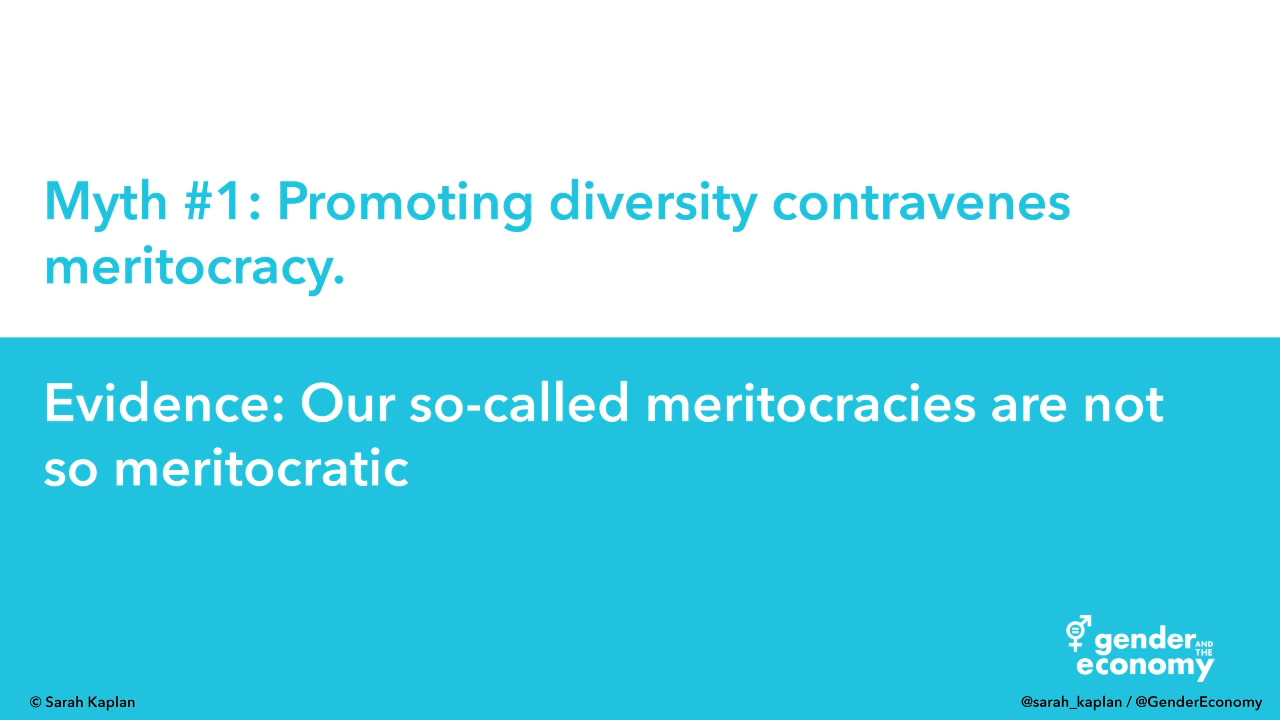 Myth #1: Promoting diversity contravenes
meritocracy.
Evidence: Our so-called meritocracies are not
so meritocratic
gender AND THE
economy
© Sarah Kaplan
@sarah_kaplan / @GenderEconomy